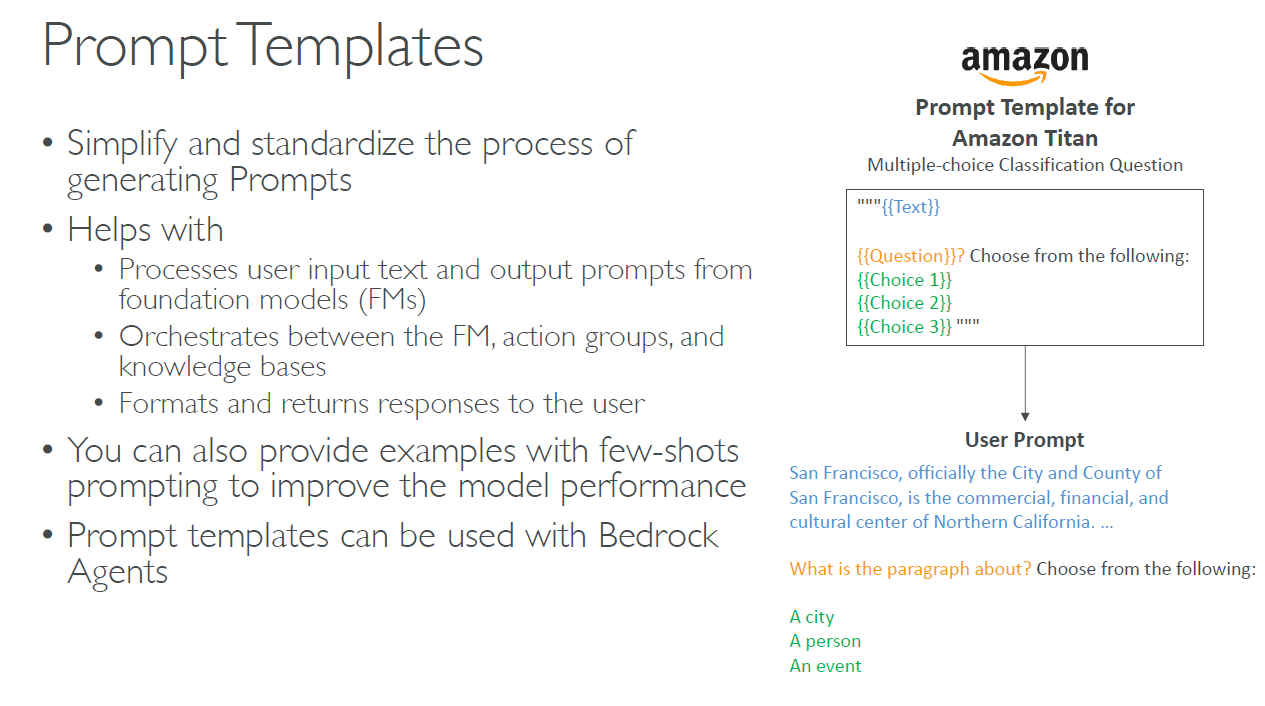 Prompt Templates
• Simplify and standardize the process of
generating Prompts
• Helps with
• Processes user input text and output prompts from
foundation models (FMs)
• Orchestrates between the FM, action groups, and
knowledge bases
• Formats and returns responses to the user
• You can also provide examples with few-shots
prompting to improve the model performance
• Prompt templates can be used with Bedrock
Agents
amazon
Prompt Template for
Amazon Titan
Multiple-choice Classification Question
"""{{Text}}
{{Question}}? Choose from the following:
{{Choice 1}}
{{Choice 2}}
{{Choice 3}} """
User Prompt
San Francisco, officially the City and County of
San Francisco, is the commercial, financial, and
cultural center of Northern California. ...
What is the paragraph about? Choose from the following:
A city
A person
An event